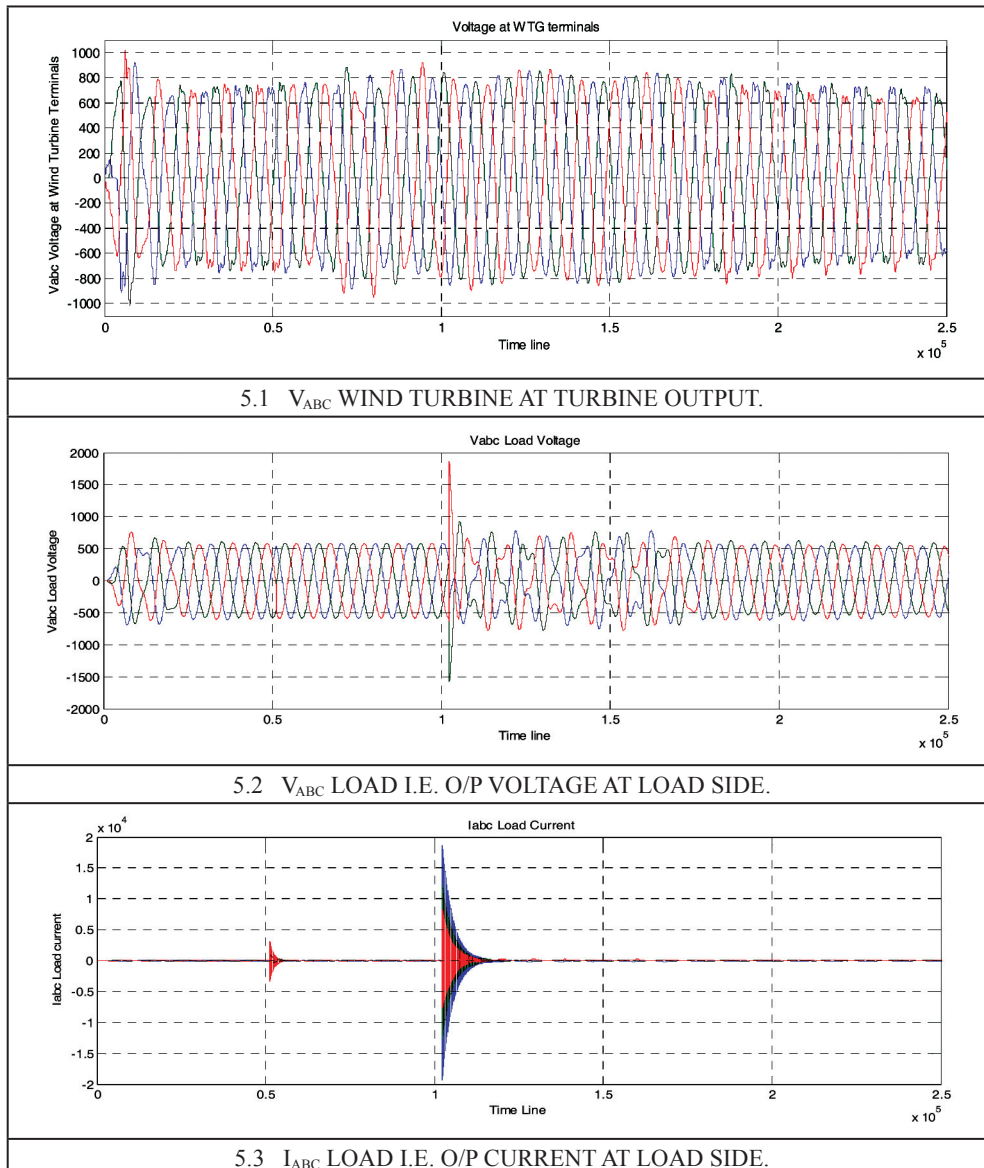 Voltage at WTG terminals
Vabc Voltage at Wind Turbine Terminals
1000
800
600
400
200
0
-200
-400
-600
-800
-1000
0 0.5 1 1.5 2 2.5
Time line
x 10^5
5.1 V_ABC WIND TURBINE AT TURBINE OUTPUT.
Vabc Load Voltage
Vabc Load Voltage
2000
1500
1000
500
0
-500
-1000
-1500
-2000
0 0.5 1 1.5 2 2.5
Time line
x 10^5
5.2 V_ABC LOAD I.E. O/P VOLTAGE AT LOAD SIDE.
x 10^4
Iabc Load Current
Iabc Load current
2
1.5
1
0.5
0
-0.5
-1
-1.5
-2
0 0.5 1 1.5 2 2.5
Time Line
x 10^5
5.3 I_ABC LOAD I.E. O/P CURRENT AT LOAD SIDE.